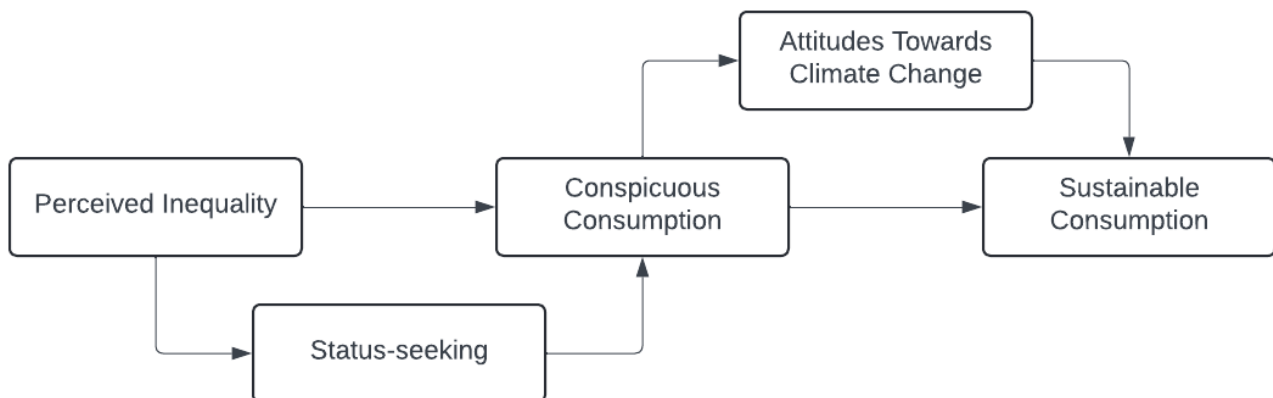 Attitudes Towards
Climate Change
Perceived Inequality
Conspicuous
Consumption
Sustainable
Consumption
Status-seeking